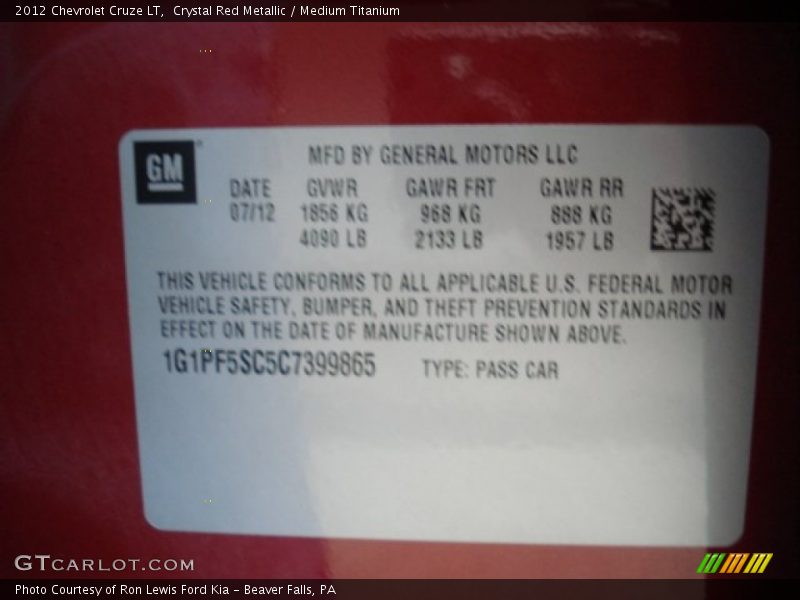 2012 Chevrolet Cruze LT,  Crystal Red Metallic / Medium Titanium
GM
MFD BY GENERAL MOTORS LLC
DATE GVWR GAWR FRT GAWR RR
07/12 1856 KG 968 KG 888 KG
4090 LB 2133 LB 1957 LB
THIS VEHICLE CONFORMS TO ALL APPLICABLE U.S. FEDERAL MOTOR
VEHICLE SAFETY, BUMPER, AND THEFT PREVENTION STANDARDS IN
EFFECT ON THE DATE OF MANUFACTURE SHOWN ABOVE.
1G1PF5SC5C7399865 TYPE: PASS CAR
GTCARLOT.COM
Photo Courtesy of Ron Lewis Ford Kia - Beaver Falls, PA